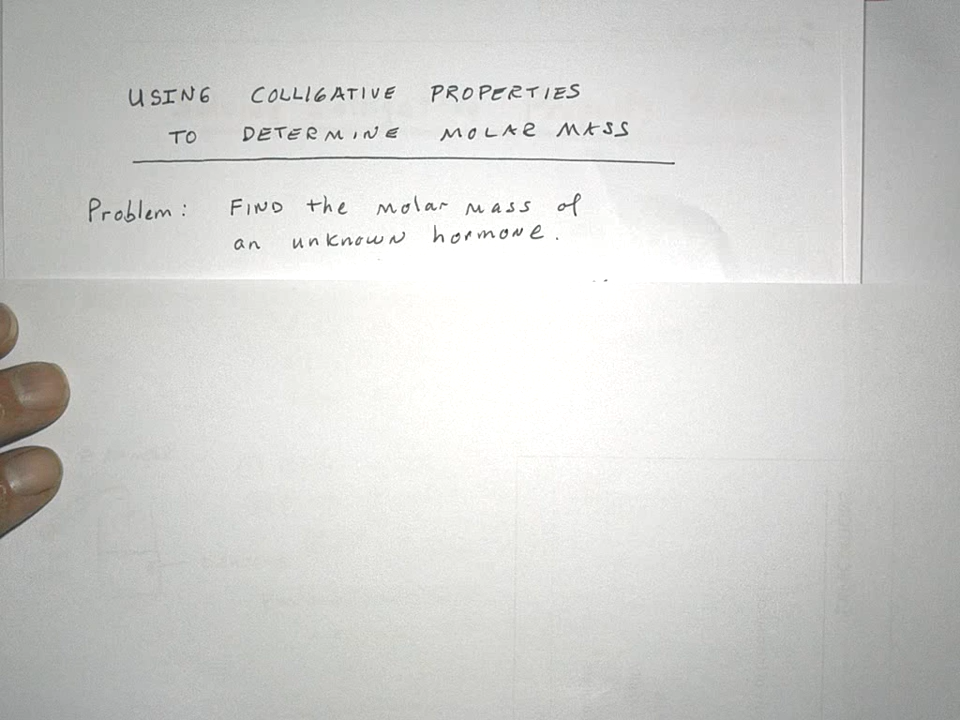 USING COLLIGATIVE PROPERTIES
TO DETERMINE MOLAR MASS
Problem: FIND the molar mass of
an unknown hormone.